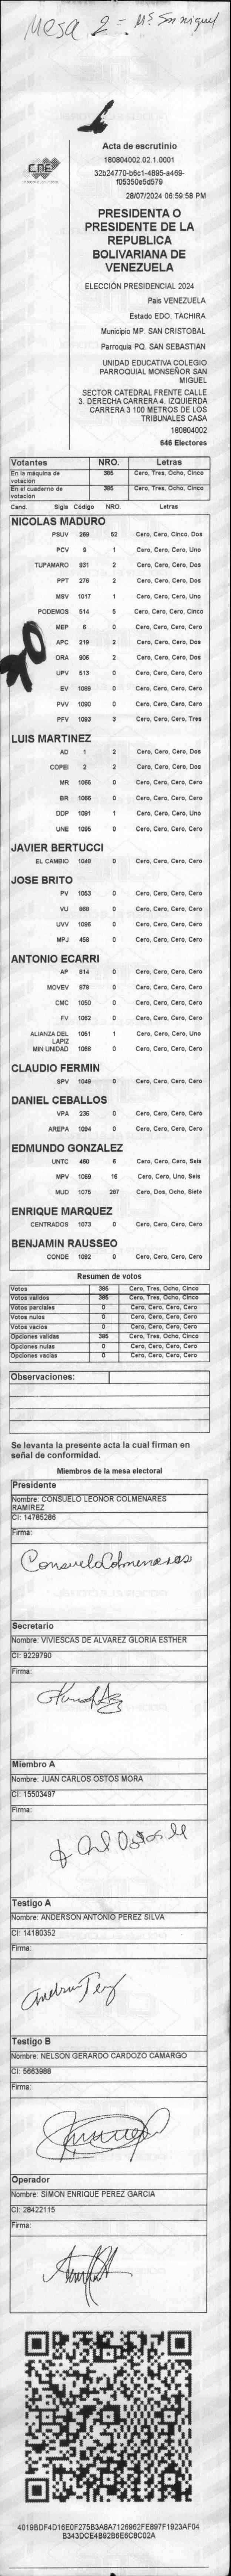 Mesa 2 = Mª San Miguel
CNE
Acta de escrutinio
180804002.02.1.0001
32b24770-b6c1-4895-a469-
f05350e5d579
28/07/2024 06:59:58 PM
PRESIDENTA O
PRESIDENTE DE LA
REPUBLICA
BOLIVARIANA DE
VENEZUELA
ELECCIÓN PRESIDENCIAL 2024
Pais VENEZUELA
Estado EDO. TACHIRA
Municipio MP. SAN CRISTOBAL
Parroquia PQ. SAN SEBASTIAN
UNIDAD EDUCATIVA COLEGIO
PARROQUIAL MONSEÑOR SAN
MIGUEL
SECTOR CATEDRAL FRENTE CALLE
3. DERECHA CARRERA 4. IZQUIERDA
CARRERA 3 100 METROS DE LOS
TRIBUNALES CASA
180804002
646 Electores
Votantes NRO. Letras
En la máquina de votación 385 Cero, Tres, Ocho, Cinco
En el cuaderno de votacion 385 Cero, Tres, Ocho, Cinco
Cand. Sigla Código NRO. Letras
NICOLAS MADURO
PSUV 269 52 Cero, Cero, Cinco, Dos
PCV 9 1 Cero, Cero, Cero, Uno
TUPAMARO 931 2 Cero, Cero, Cero, Dos
PPT 278 2 Cero, Cero, Cero, Dos
MSV 1017 1 Cero, Cero, Cero, Uno
PODEMOS 514 5 Cero, Cero, Cero, Cinco
MEP 6 0 Cero, Cero, Cero, Cero
APC 219 2 Cero, Cero, Cero, Dos
ORA 906 2 Cero, Cero, Cero, Dos
UPV 513 0 Cero, Cero, Cero, Cero
EV 1089 0 Cero, Cero, Cero, Cero
PVV 1090 0 Cero, Cero, Cero, Cero
PFV 1093 3 Cero, Cero, Cero, Tres
LUIS MARTINEZ
AD 1 2 Cero, Cero, Cero, Dos
COPEI 2 2 Cero, Cero, Cero, Dos
MR 1065 0 Cero, Cero, Cero, Cero
BR 1066 0 Cero, Cero, Cero, Cero
DDP 1091 1 Cero, Cero, Cero, Uno
UNE 1095 0 Cero, Cero, Cero, Cero
JAVIER BERTUCCI
EL CAMBIO 1048 0 Cero, Cero, Cero, Cero
JOSE BRITO
PV 1053 0 Cero, Cero, Cero, Cero
VU 868 0 Cero, Cero, Cero, Cero
UVV 1096 0 Cero, Cero, Cero, Cero
MPJ 458 0 Cero, Cero, Cero, Cero
ANTONIO ECARRI
AP 814 0 Cero, Cero, Cero, Cero
MOVEV 879 0 Cero, Cero, Cero, Cero
CMC 1050 0 Cero, Cero, Cero, Cero
FV 1062 0 Cero, Cero, Cero, Cero
ALIANZA DEL LAPIZ 1051 1 Cero, Cero, Cero, Uno
MIN UNIDAD 1068 0 Cero, Cero, Cero, Cero
CLAUDIO FERMIN
SPV 1049 0 Cero, Cero, Cero, Cero
DANIEL CEBALLOS
VPA 236 0 Cero, Cero, Cero, Cero
AREPA 1094 0 Cero, Cero, Cero, Cero
EDMUNDO GONZALEZ
UNTC 460 6 Cero, Cero, Cero, Seis
MPV 1069 16 Cero, Cero, Uno, Seis
MUD 1075 287 Cero, Dos, Ocho, Siete
ENRIQUE MARQUEZ
CENTRADOS 1073 0 Cero, Cero, Cero, Cero
BENJAMIN RAUSSEO
CONDE 1092 0 Cero, Cero, Cero, Cero
Resumen de votos
Votos 385 Cero, Tres, Ocho, Cinco
Votos validos 385 Cero, Tres, Ocho, Cinco
Votos parciales 0 Cero, Cero, Cero, Cero
Votos nulos 0 Cero, Cero, Cero, Cero
Votos vacios 0 Cero, Cero, Cero, Cero
Opciones validas 385 Cero, Tres, Ocho, Cinco
Opciones nulas 0 Cero, Cero, Cero, Cero
Opciones vacias 0 Cero, Cero, Cero, Cero
Observaciones:
Se levanta la presente acta la cual firman en
señal de conformidad.
Miembros de la mesa electoral
Presidente
Nombre: CONSUELO LEONOR COLMENARES
RAMIREZ
CI: 14785286
Firma:
Consuelo Colmenares
Secretario
Nombre: VIVIESCAS DE ALVAREZ GLORIA ESTHER
CI: 9229790
Firma:
Miembro A
Nombre: JUAN CARLOS OSTOS MORA
CI: 15503497
Firma:
Testigo A
Nombre: ANDERSON ANTONIO PEREZ SILVA
CI: 14180352
Firma:
Testigo B
Nombre: NELSON GERARDO CARDOZO CAMARGO
CI: 5663988
Firma:
Operador
Nombre: SIMON ENRIQUE PEREZ GARCIA
CI: 28422115
Firma:
4019BDF4D16E0F275B3A8A7126962FE897F1923AF04
B343DCE4B92B6E6C8C02A